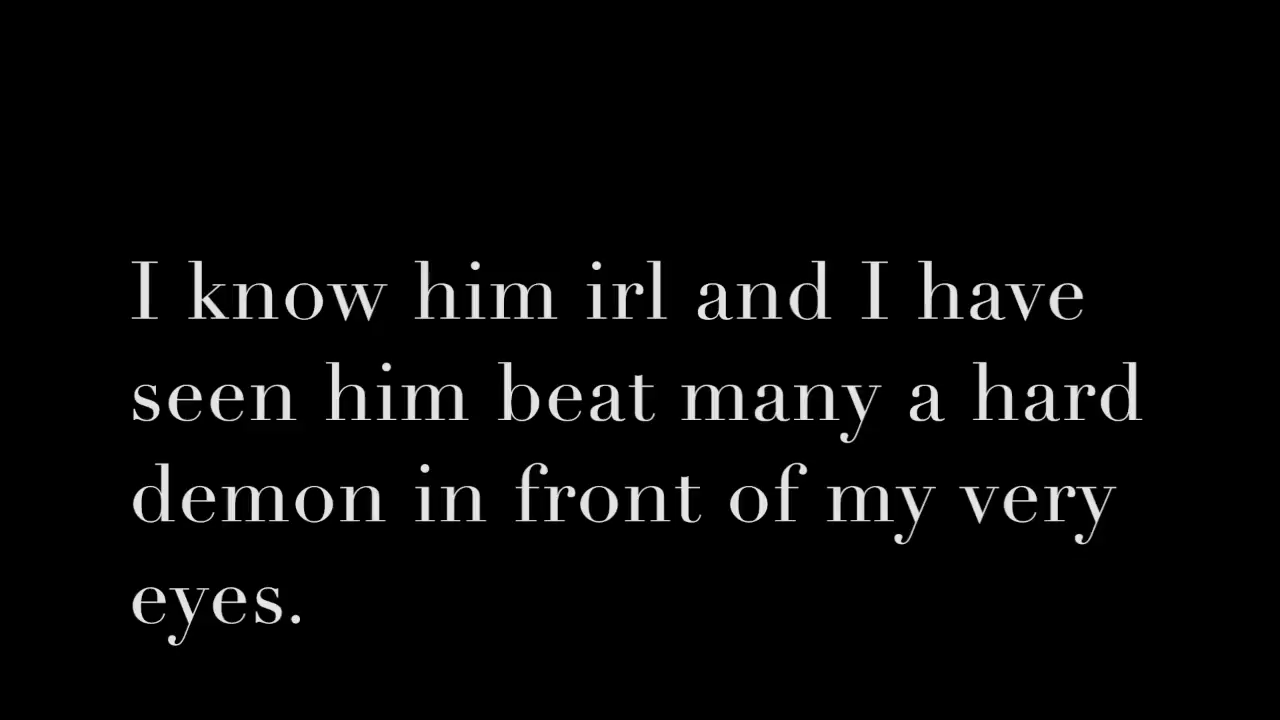 I know him irl and I have
seen him beat many a hard
demon in front of my very
eyes.